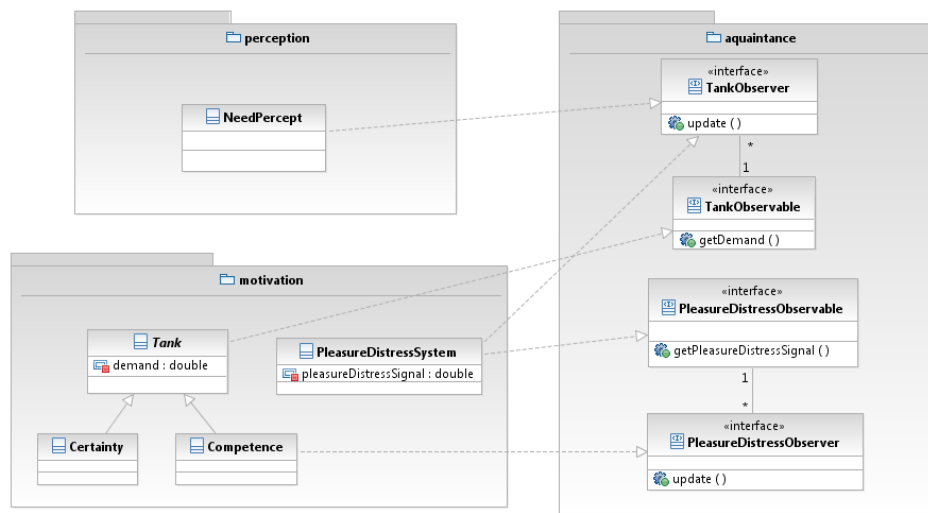 perception
NeedPercept
aquaintance
«interface»
TankObserver
update ( )
*
1
«interface»
TankObservable
getDemand ( )
motivation
Tank
demand : double
PleasureDistressSystem
pleasureDistressSignal : double
Certainty
Competence
«interface»
PleasureDistressObservable
getPleasureDistressSignal ( )
1
*
«interface»
PleasureDistressObserver
update ( )